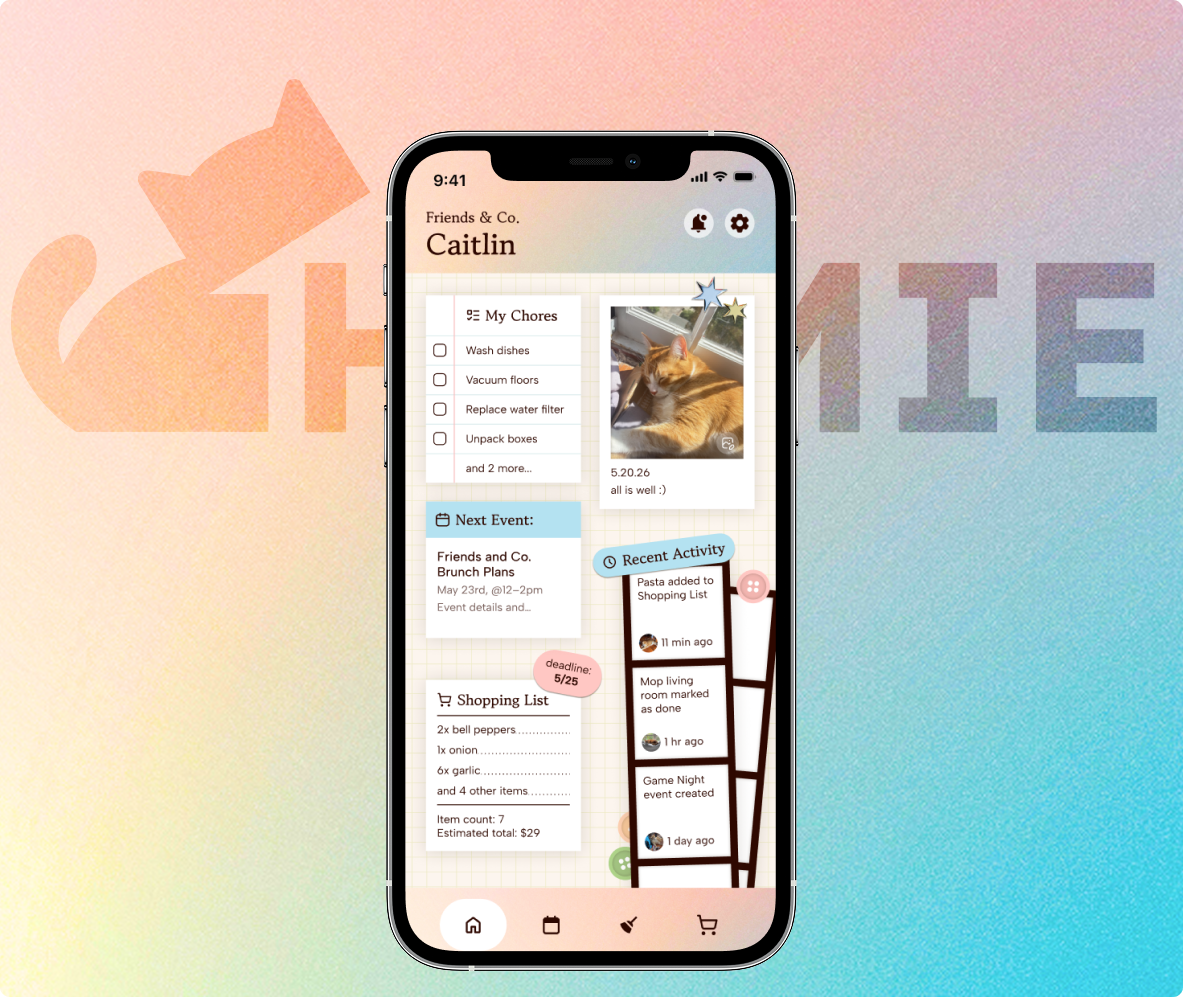 9:41
Friends & Co.
Caitlin
My Chores
Wash dishes
Vacuum floors
Replace water filter
Unpack boxes
and 2 more...
5.20.26
all is well :)
Next Event:
Friends and Co.
Brunch Plans
May 23rd, @12–2pm
Event details and...
Recent Activity
Pasta added to
Shopping List
11 min ago
Mop living
room marked
as done
1 hr ago
Game Night
event created
1 day ago
deadline:
5/25
Shopping List
2x bell peppers
1x onion
6x garlic
and 4 other items
Item count: 7
Estimated total: $29